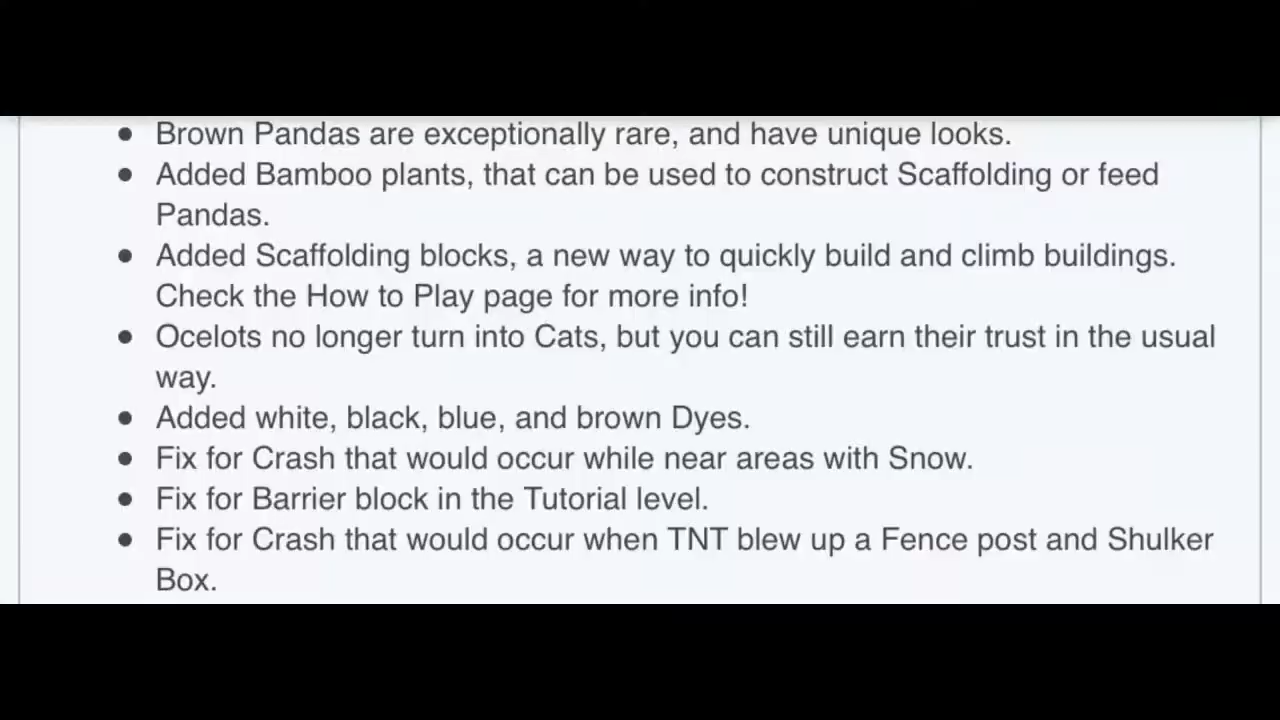 • Brown Pandas are exceptionally rare, and have unique looks.
• Added Bamboo plants, that can be used to construct Scaffolding or feed
Pandas.
• Added Scaffolding blocks, a new way to quickly build and climb buildings.
Check the How to Play page for more info!
• Ocelots no longer turn into Cats, but you can still earn their trust in the usual
way.
• Added white, black, blue, and brown Dyes.
• Fix for Crash that would occur while near areas with Snow.
• Fix for Barrier block in the Tutorial level.
• Fix for Crash that would occur when TNT blew up a Fence post and Shulker
Box.